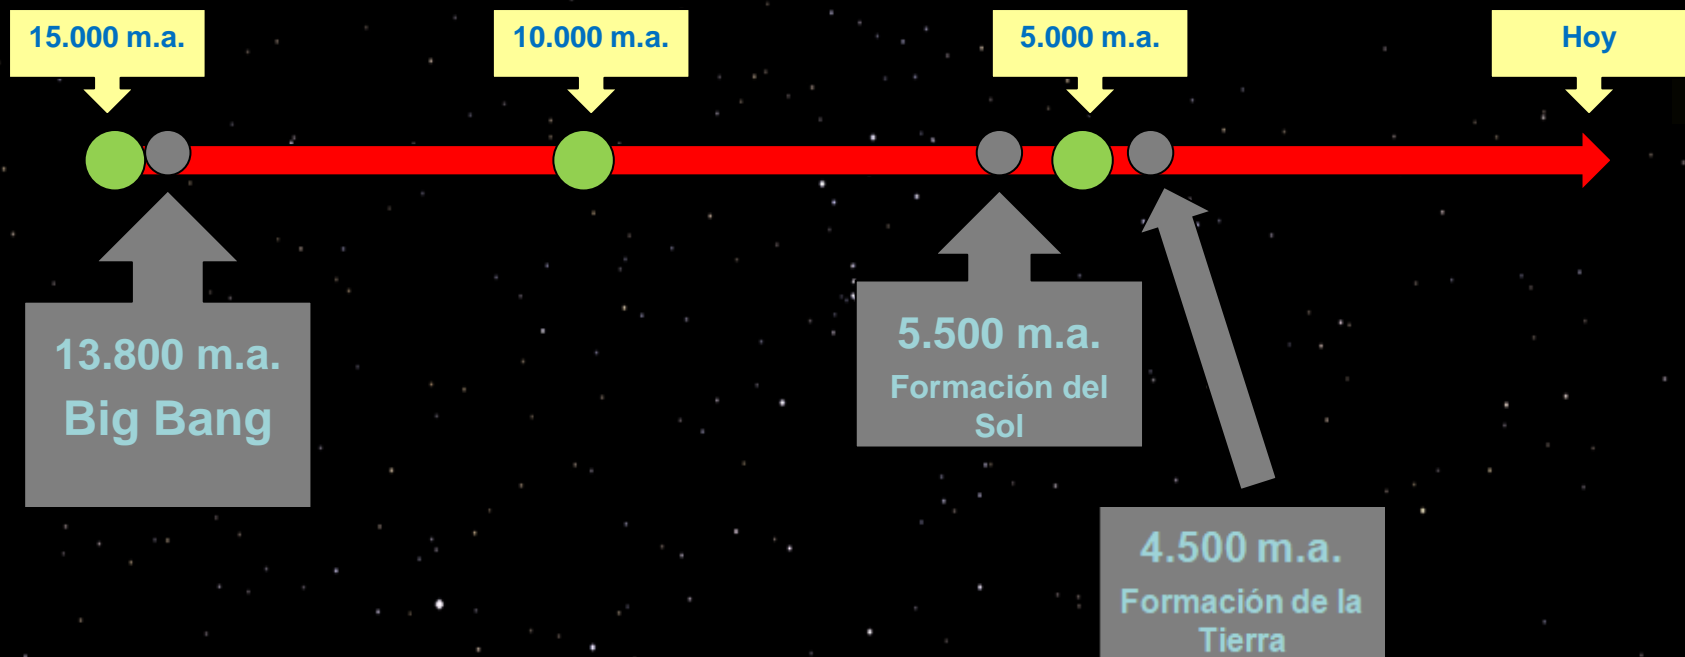 15.000 m.a.
10.000 m.a.
5.000 m.a.
Hoy
13.800 m.a.
Big Bang
5.500 m.a.
Formación del
Sol
4.500 m.a.
Formación de la
Tierra